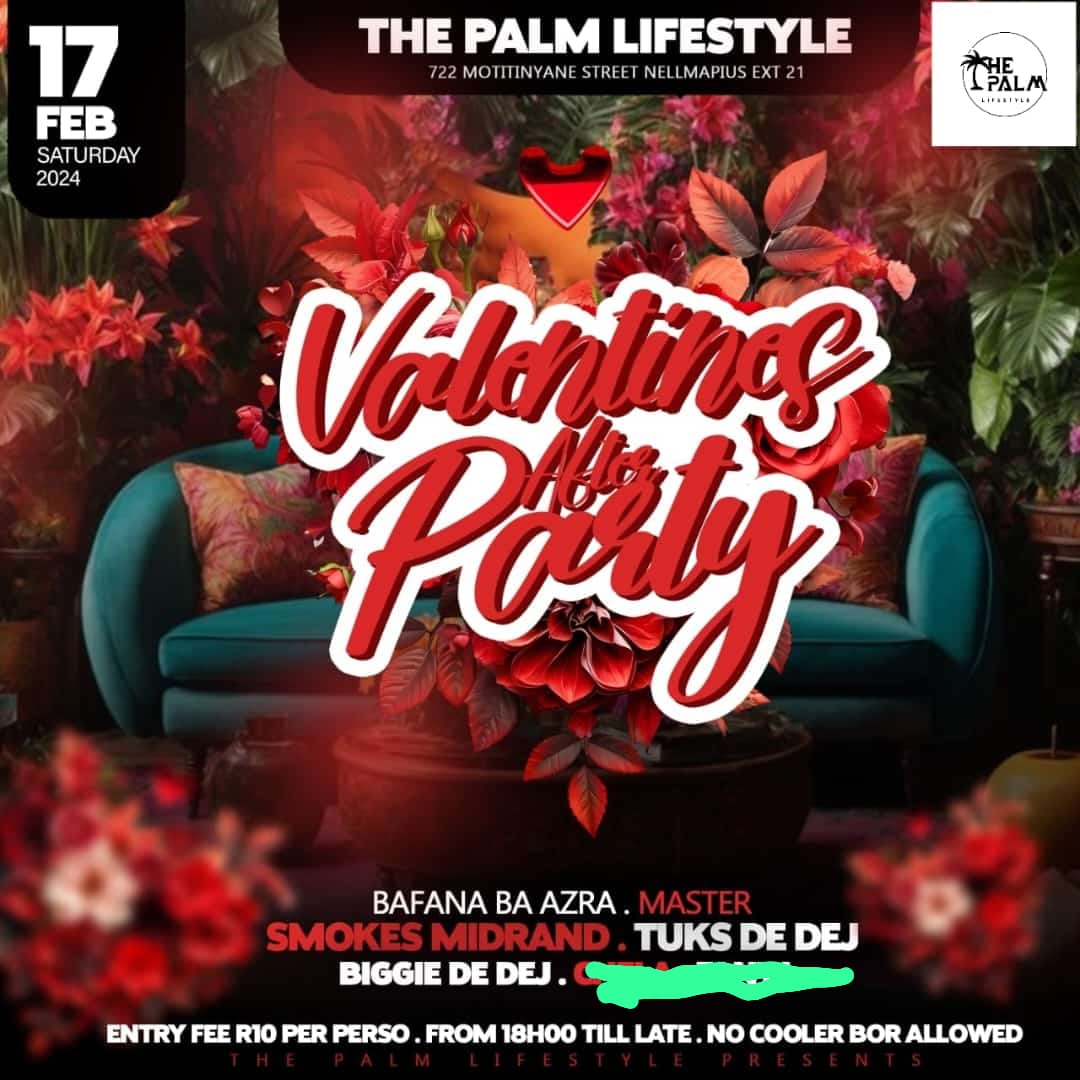 17
FEB
SATURDAY
2024
THE PALM LIFESTYLE
722 MOTITINYANE STREET NELLMAPIUS EXT 21
THE
PALM
LIFESTYLE
Valentines
After
Party
BAFANA BA AZRA . MASTER
SMOKES MIDRAND . TUKS DE DEJ
BIGGIE DE DEJ .
ENTRY FEE R10 PER PERSO . FROM 18H00 TILL LATE . NO COOLER BOR ALLOWED
THE PALM LIFESTYLE PRESENTS